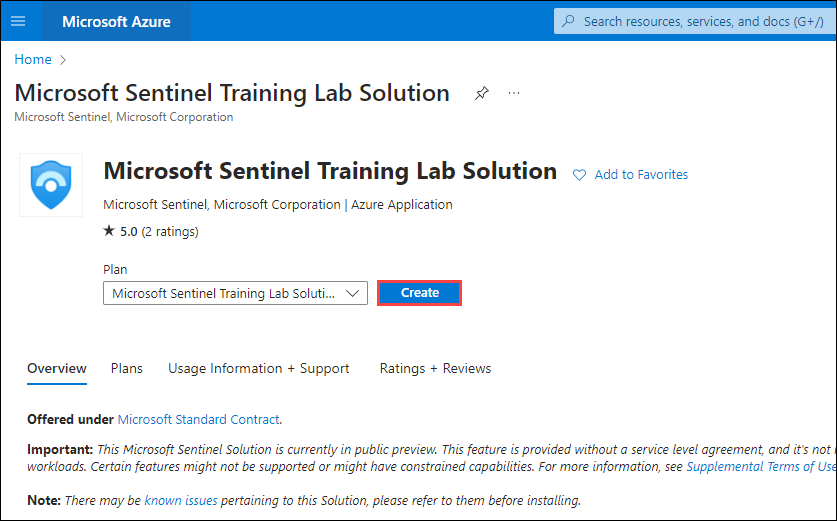 Microsoft Azure
Search resources, services, and docs (G+/)
Home
Microsoft Sentinel Training Lab Solution
...
Microsoft Sentinel, Microsoft Corporation
Microsoft Sentinel Training Lab Solution
Add to Favorites
Microsoft Sentinel, Microsoft Corporation | Azure Application
★ 5.0 (2 ratings)
Plan
Microsoft Sentinel Training Lab Soluti...
Create
Overview
Plans
Usage Information + Support
Ratings + Reviews
Offered under Microsoft Standard Contract.
Important: This Microsoft Sentinel Solution is currently in public preview. This feature is provided without a service level agreement, and it's not
workloads. Certain features might not be supported or might have constrained capabilities. For more information, see Supplemental Terms of Use
Note: There may be known issues pertaining to this Solution, please refer to them before installing.